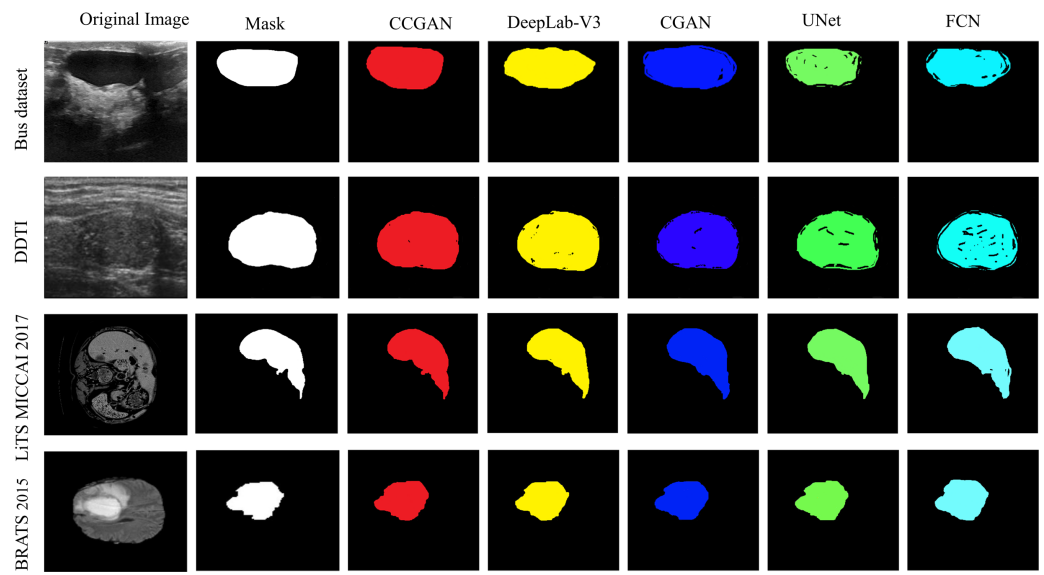 Original Image
Mask
CCGAN
DeepLab-V3
CGAN
UNet
FCN
Bus dataset
DDTI
LiTS MICCAI 2017
BRATS 2015